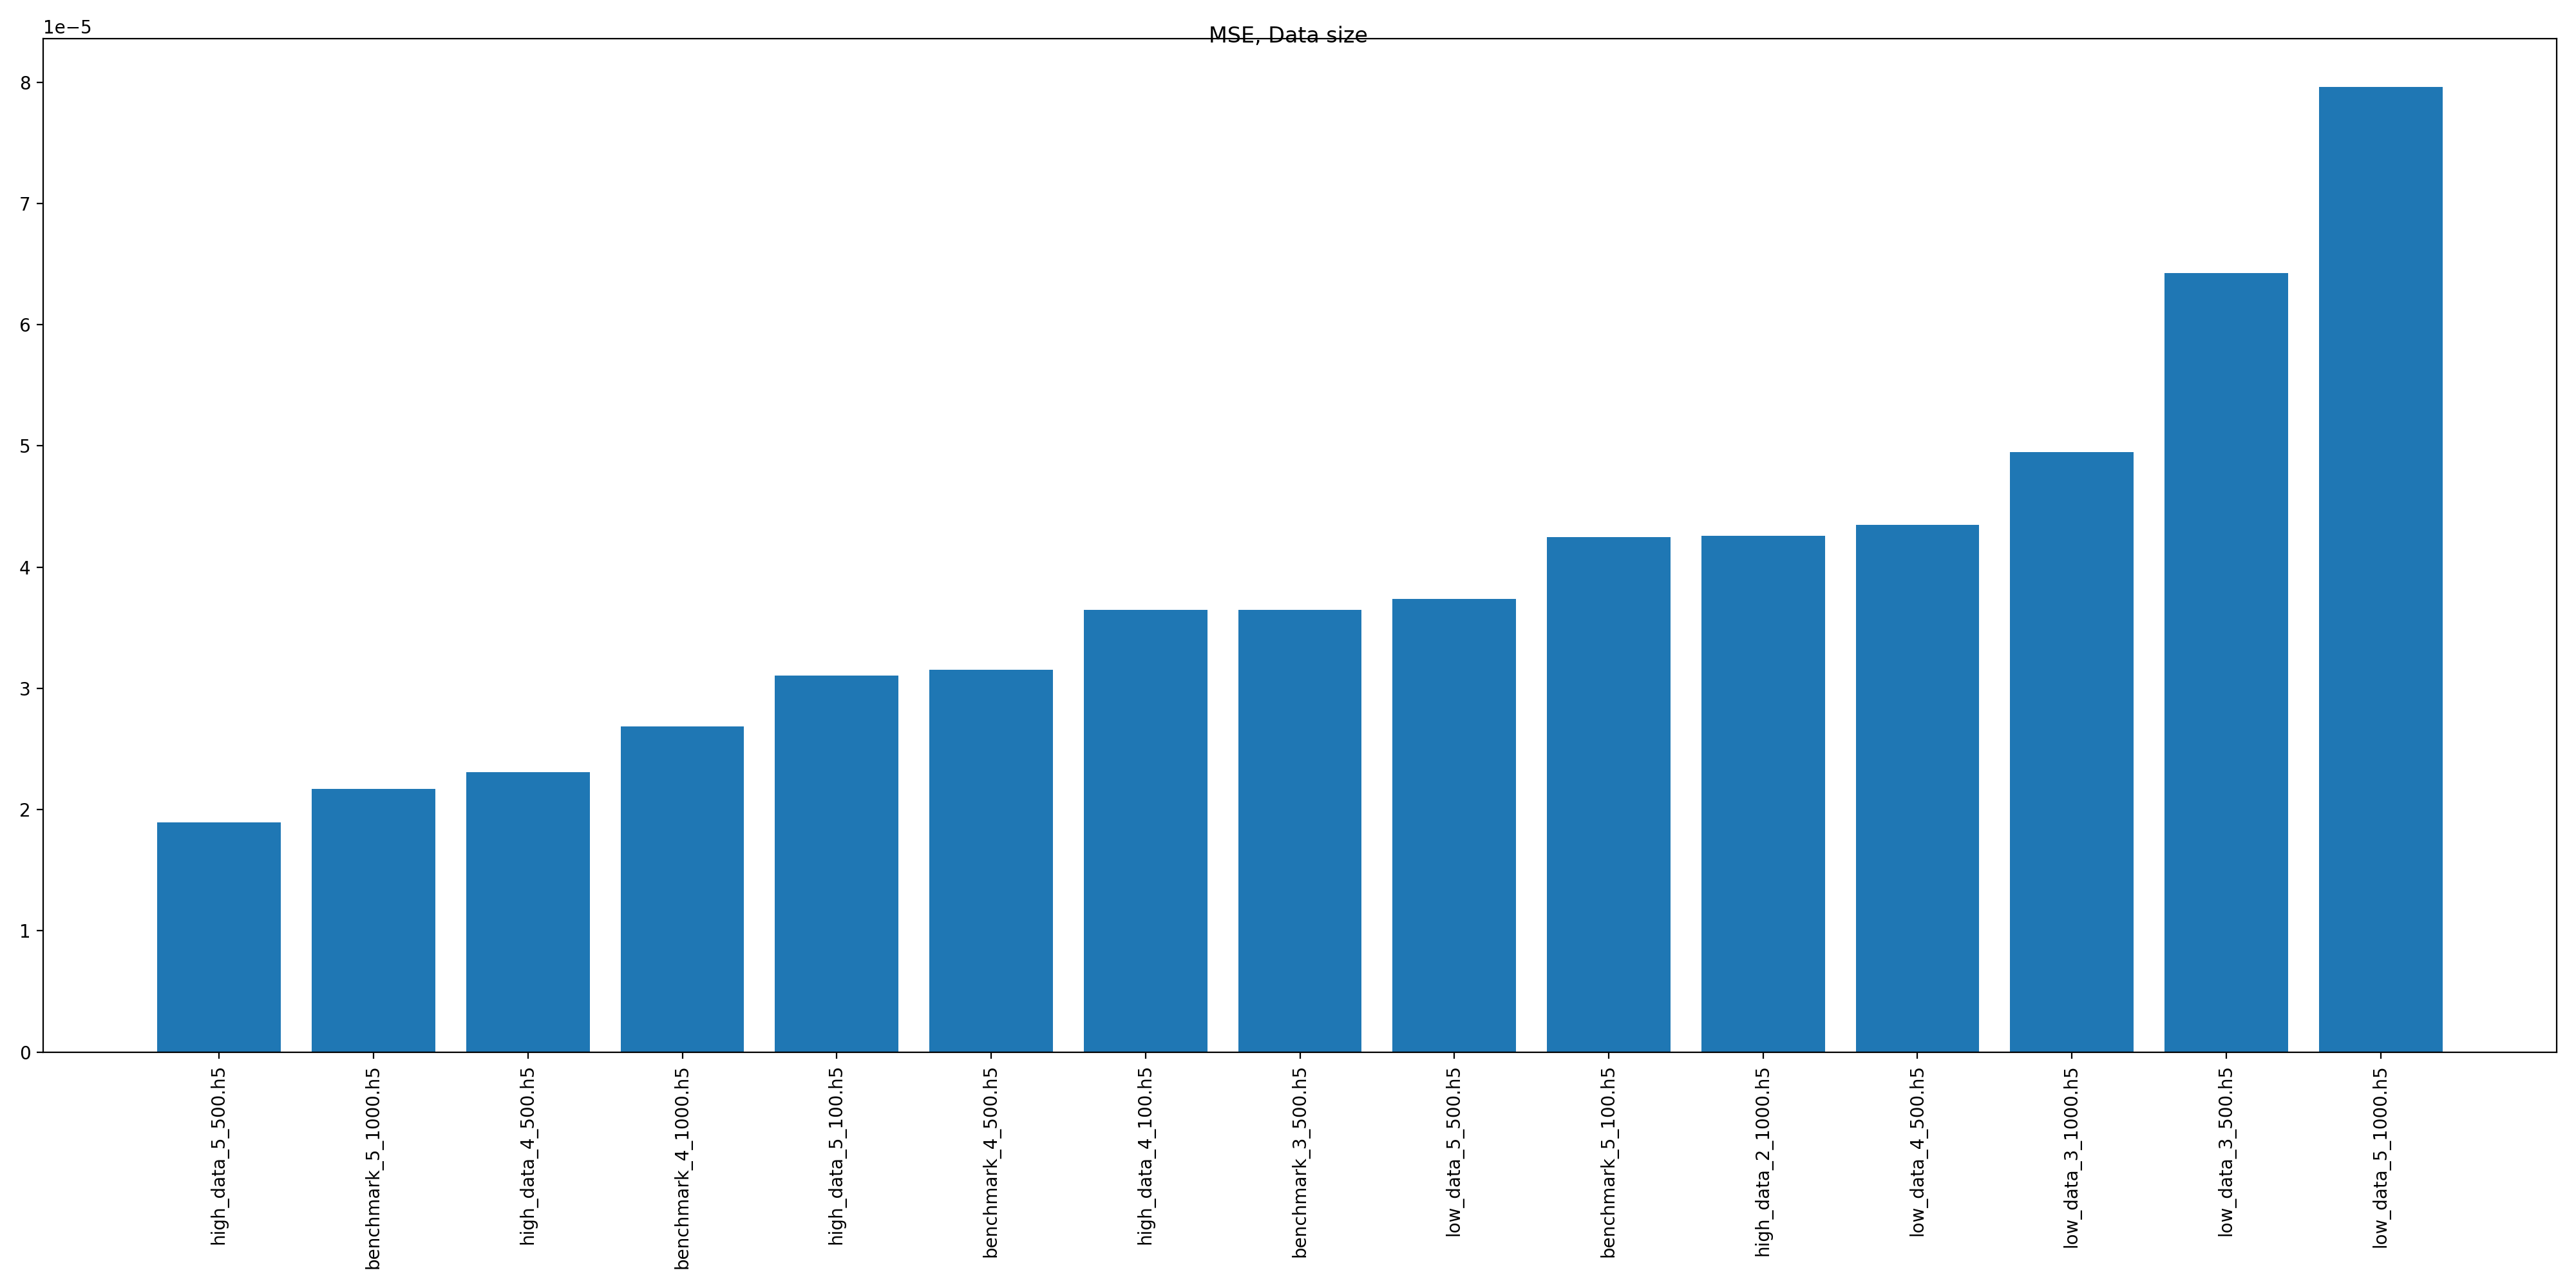 1e−5
MSE, Data size
8
7
6
5
4
3
2
1
0
high_data_5_500.h5
benchmark_5_1000.h5
high_data_4_500.h5
benchmark_4_1000.h5
high_data_5_100.h5
benchmark_4_500.h5
high_data_4_100.h5
benchmark_3_500.h5
low_data_5_500.h5
benchmark_5_100.h5
high_data_2_1000.h5
low_data_4_500.h5
low_data_3_1000.h5
low_data_3_500.h5
low_data_5_1000.h5